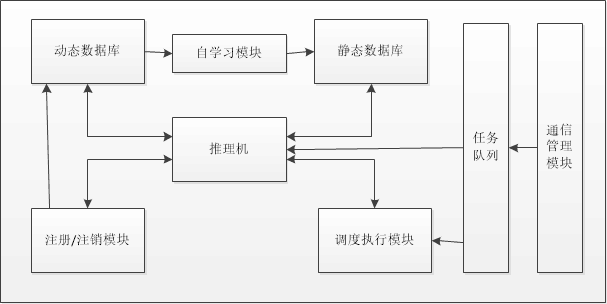 动态数据库
自学习模块
静态数据库
推理机
任务
队列
通信
管理
模块
注册/注销模块
调度执行模块